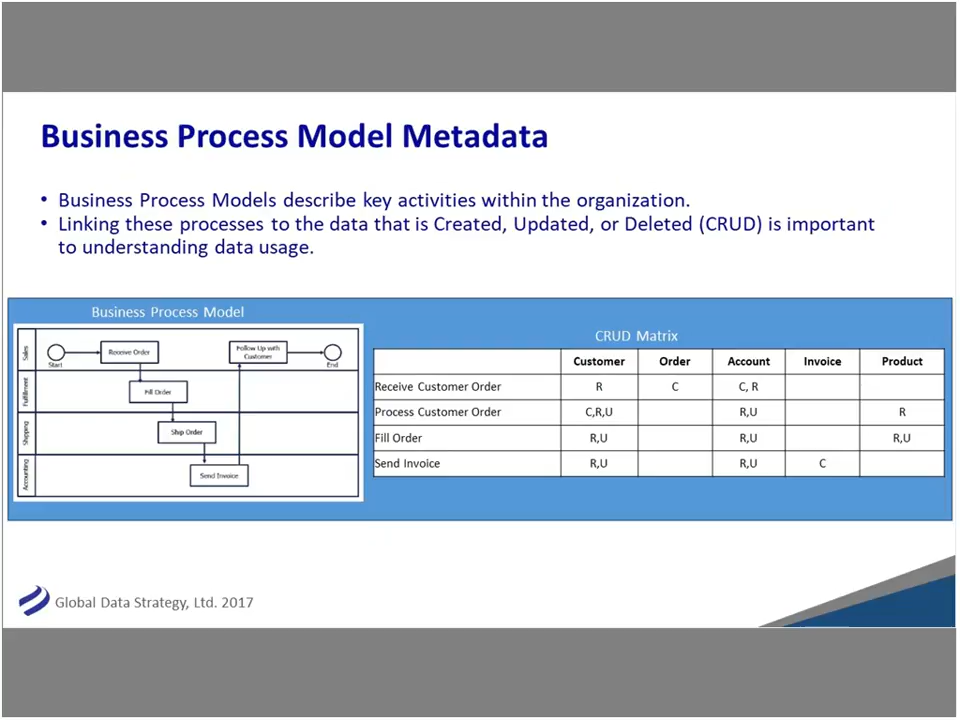 Business Process Model Metadata
• Business Process Models describe key activities within the organization.
• Linking these processes to the data that is Created, Updated, or Deleted (CRUD) is important
to understanding data usage.
Business Process Model
Sales
Start
Receive Order
Follow Up with
Customer
End
Fulfillment
Fill Order
Shipping
Ship Order
Accounting
Send Invoice
CRUD Matrix
Customer Order Account Invoice Product
Receive Customer Order R C C, R
Process Customer Order C,R,U R,U R
Fill Order R,U R,U R,U
Send Invoice R,U R,U C
Global Data Strategy, Ltd. 2017